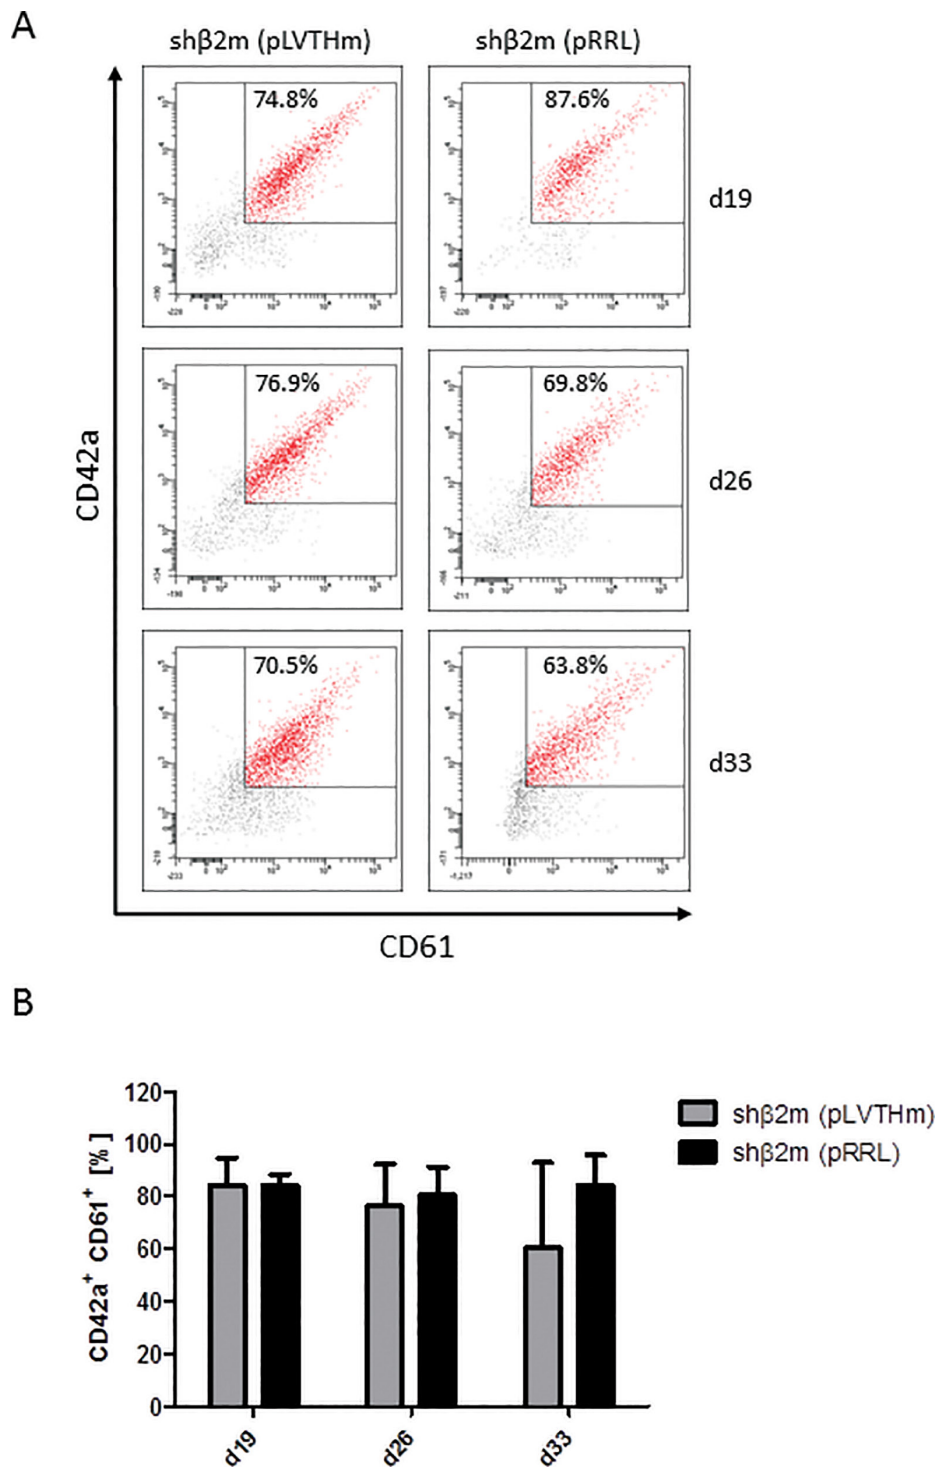 A
shβ2m (pLVTHm) shβ2m (pRRL)
74.8% 87.6%
d19
76.9% 69.8%
d26
CD42a
70.5% 63.8%
d33
CD61
B
120
100
80
60
40
20
0
CD42a⁺ CD61⁺ [%]
d19 d26 d33
shβ2m (pLVTHm)
shβ2m (pRRL)